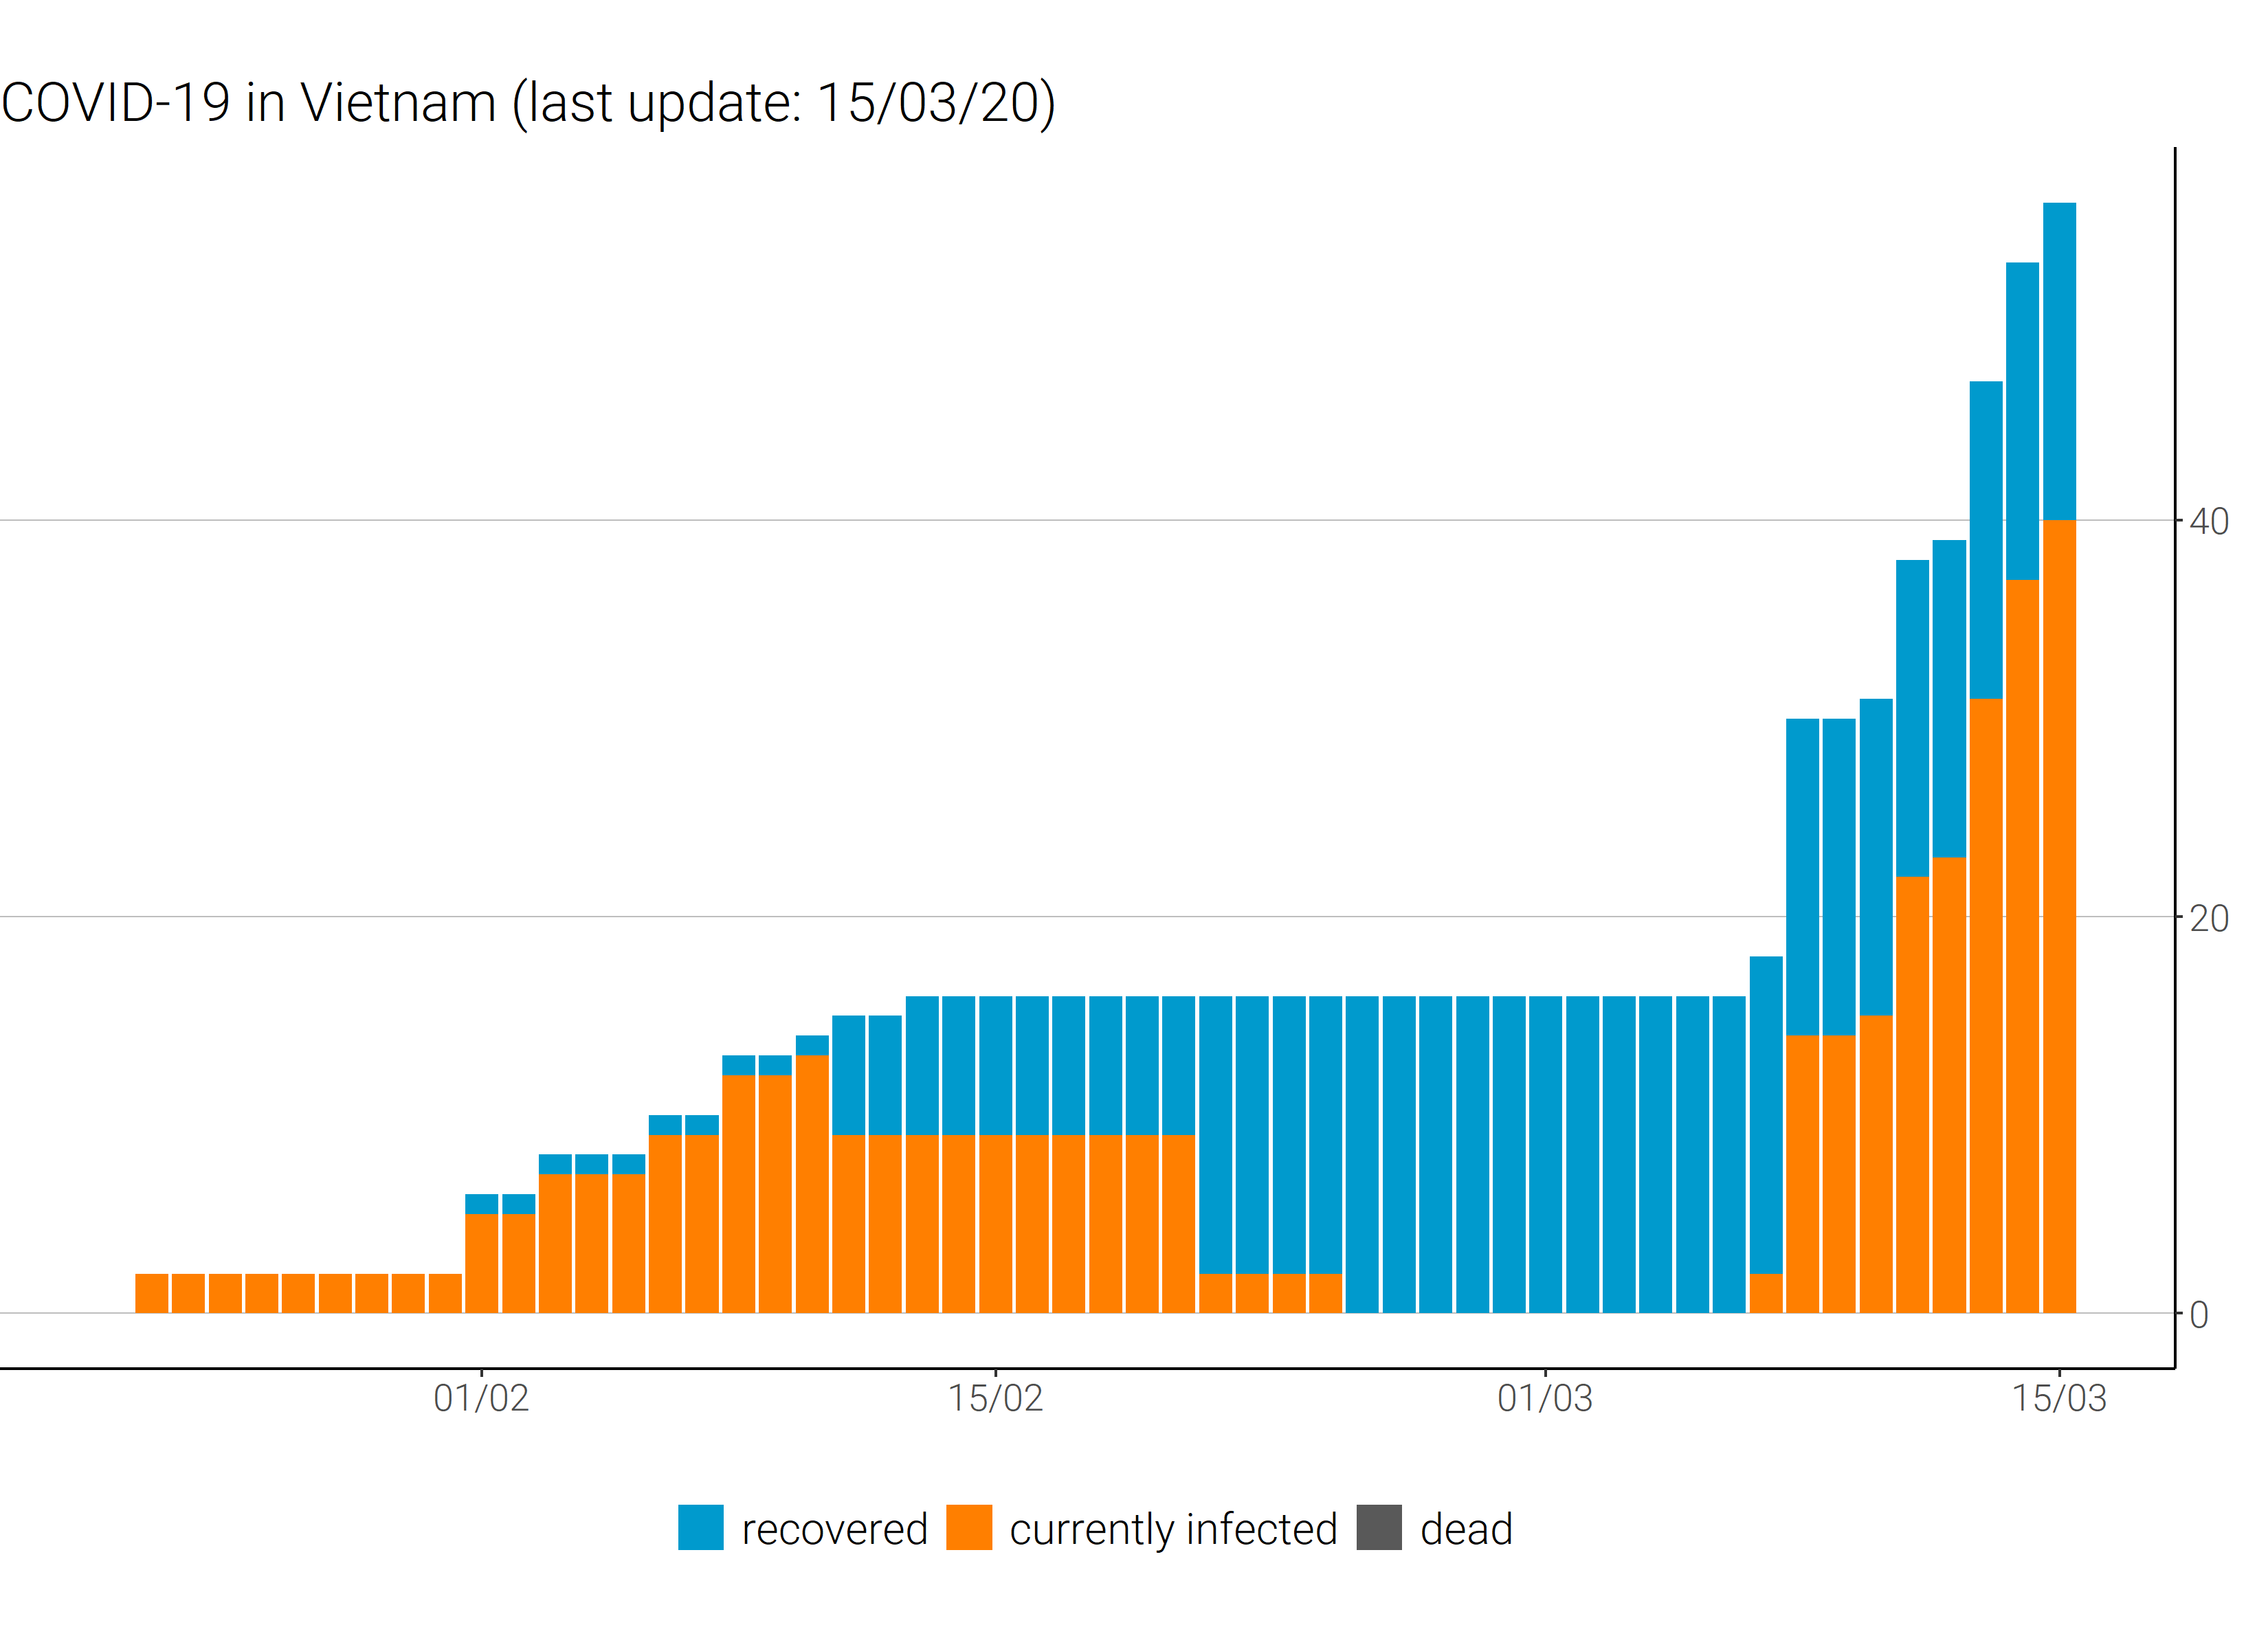 COVID-19 in Vietnam (last update: 15/03/20)
40
20
0
01/02 15/02 01/03 15/03
recovered currently infected dead